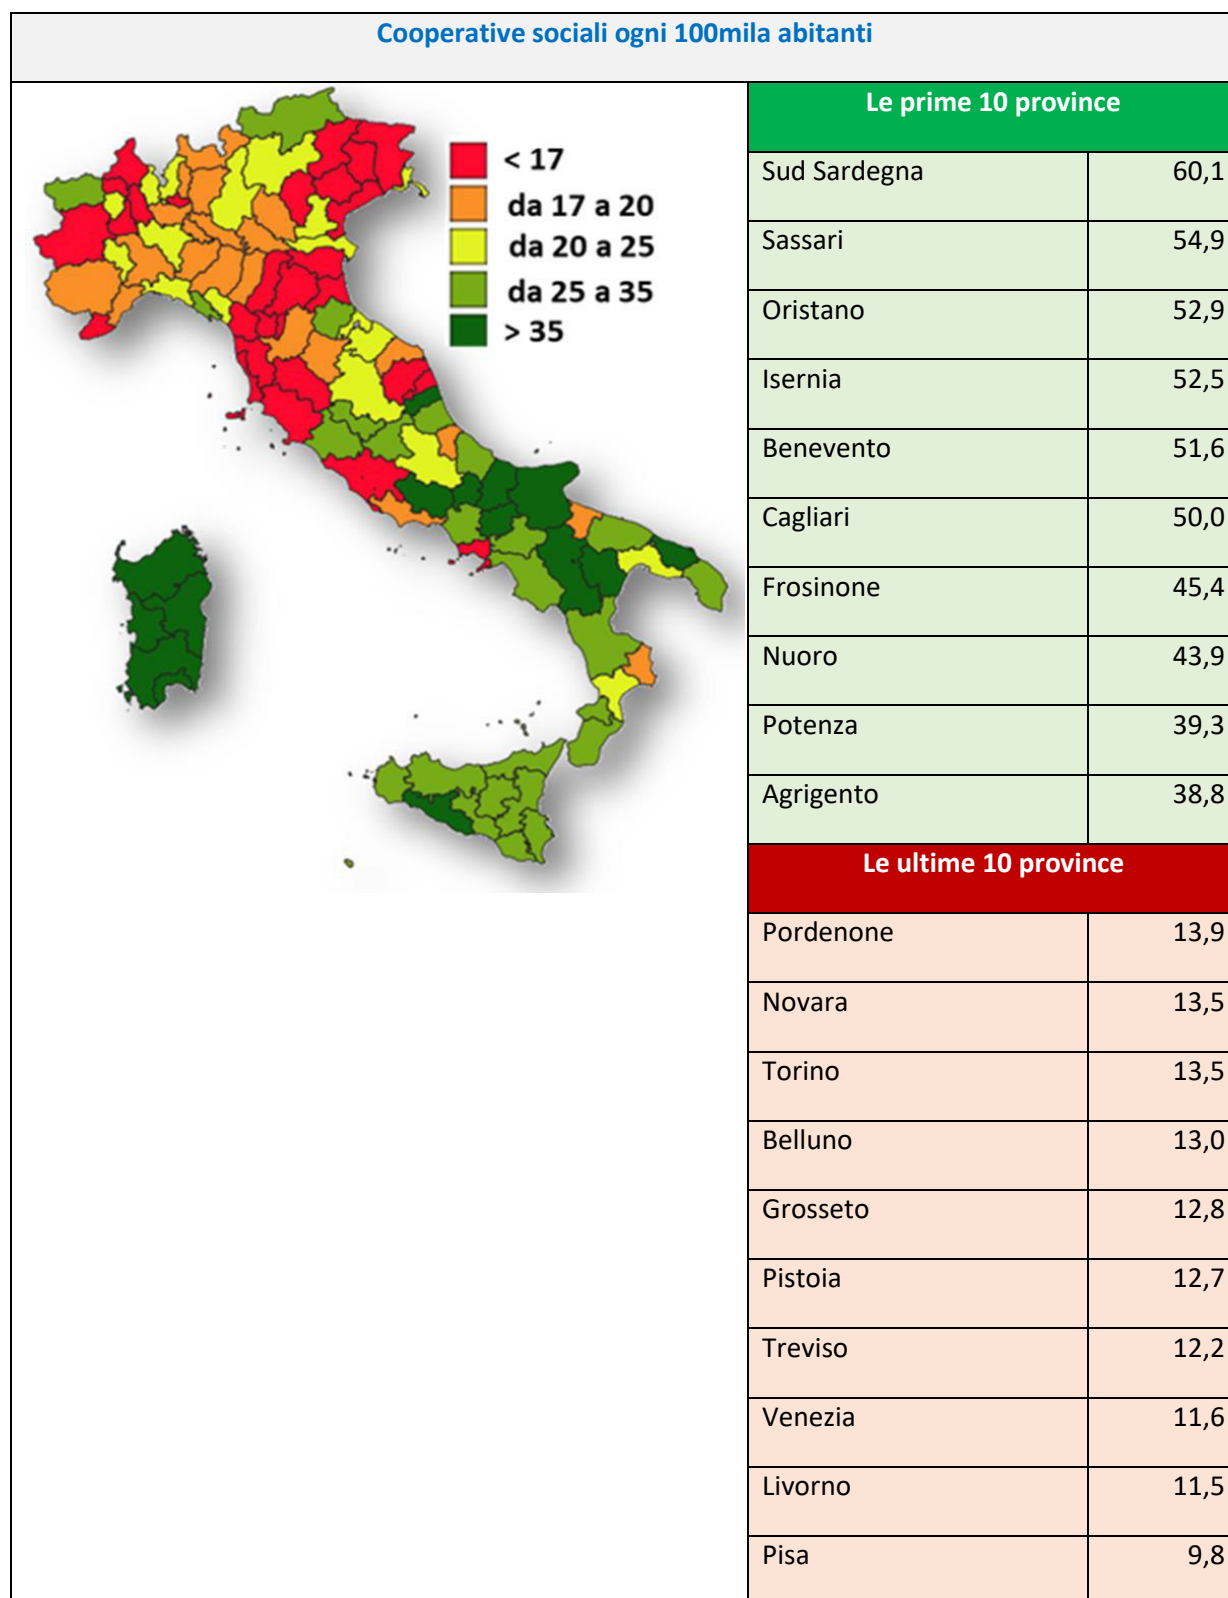 Cooperative sociali ogni 100mila abitanti
< 17
da 17 a 20
da 20 a 25
da 25 a 35
> 35
Le prime 10 province
Sud Sardegna 60,1
Sassari 54,9
Oristano 52,9
Isernia 52,5
Benevento 51,6
Cagliari 50,0
Frosinone 45,4
Nuoro 43,9
Potenza 39,3
Agrigento 38,8
Le ultime 10 province
Pordenone 13,9
Novara 13,5
Torino 13,5
Belluno 13,0
Grosseto 12,8
Pistoia 12,7
Treviso 12,2
Venezia 11,6
Livorno 11,5
Pisa 9,8